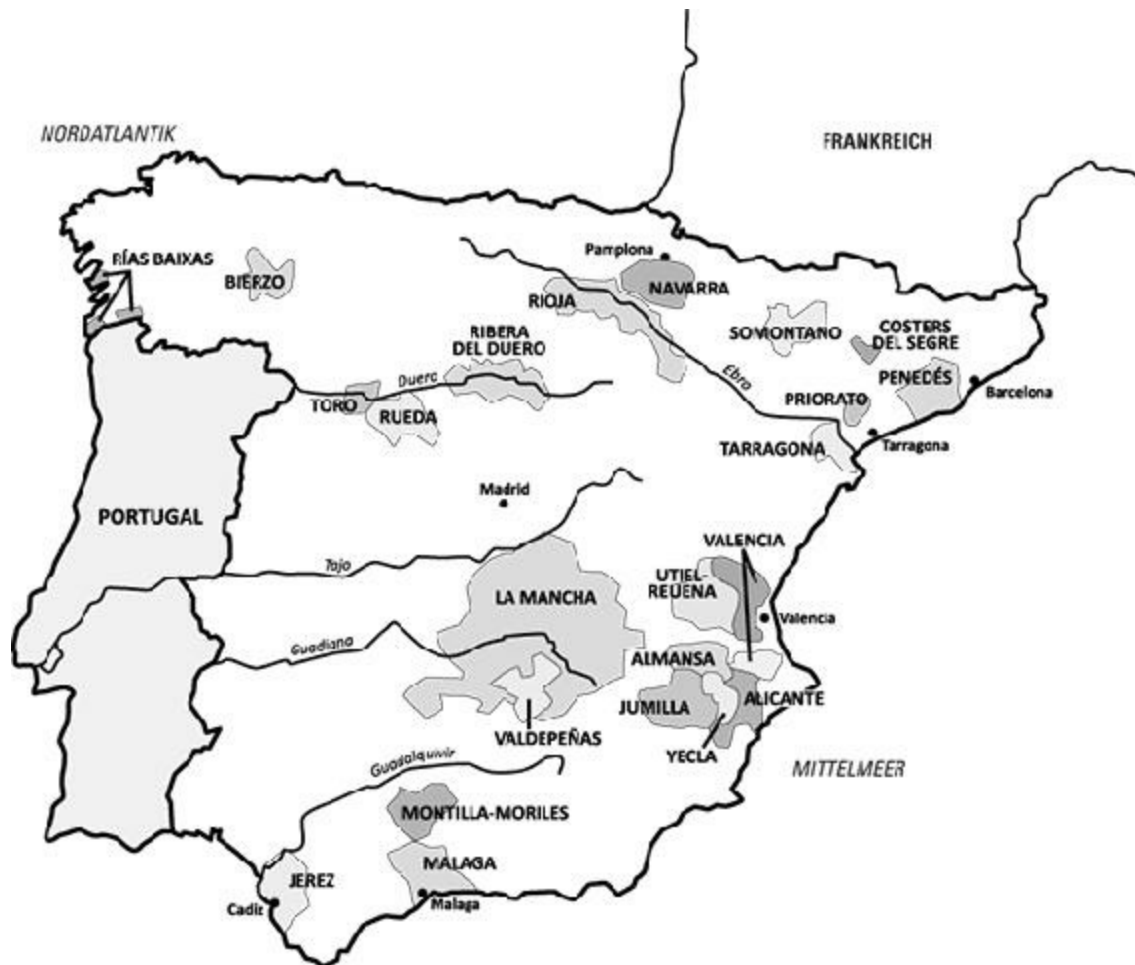 NORDATLANTIK
FRANKREICH
RÍAS BAIXAS
BIERZO
Pamplona
NAVARRA
RIOJA
SOMONTANO
COSTERS
DEL SEGRE
RIBERA
DEL DUERO
PENEDÉS
Barcelona
Duero
Ebro
TORO
RUEDA
PRIORATO
TARRAGONA
Tarragona
Madrid
PORTUGAL
VALENCIA
Tajo
UTIEL-
REUENA
LA MANCHA
Valencia
Guadiana
ALMANSA
JUMILLA
ALICANTE
VALDEPEÑAS
YECLA
MITTELMEER
Guadalquivir
MONTILLA-MORILES
MALAGA
JEREZ
Cadiz
Malaga